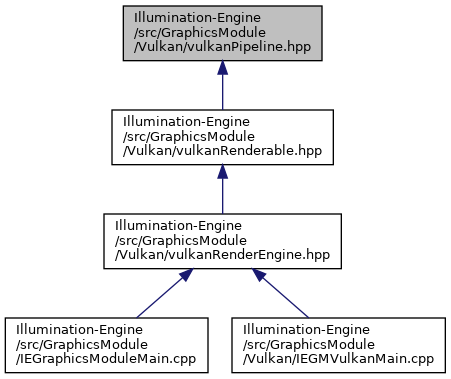 Illumination-Engine
/src/GraphicsModule
/Vulkan/vulkanPipeline.hpp
Illumination-Engine
/src/GraphicsModule
/Vulkan/vulkanRenderable.hpp
Illumination-Engine
/src/GraphicsModule
/Vulkan/vulkanRenderEngine.hpp
Illumination-Engine
/src/GraphicsModule
/IEGraphicsModuleMain.cpp
Illumination-Engine
/src/GraphicsModule
/Vulkan/IEGMVulkanMain.cpp